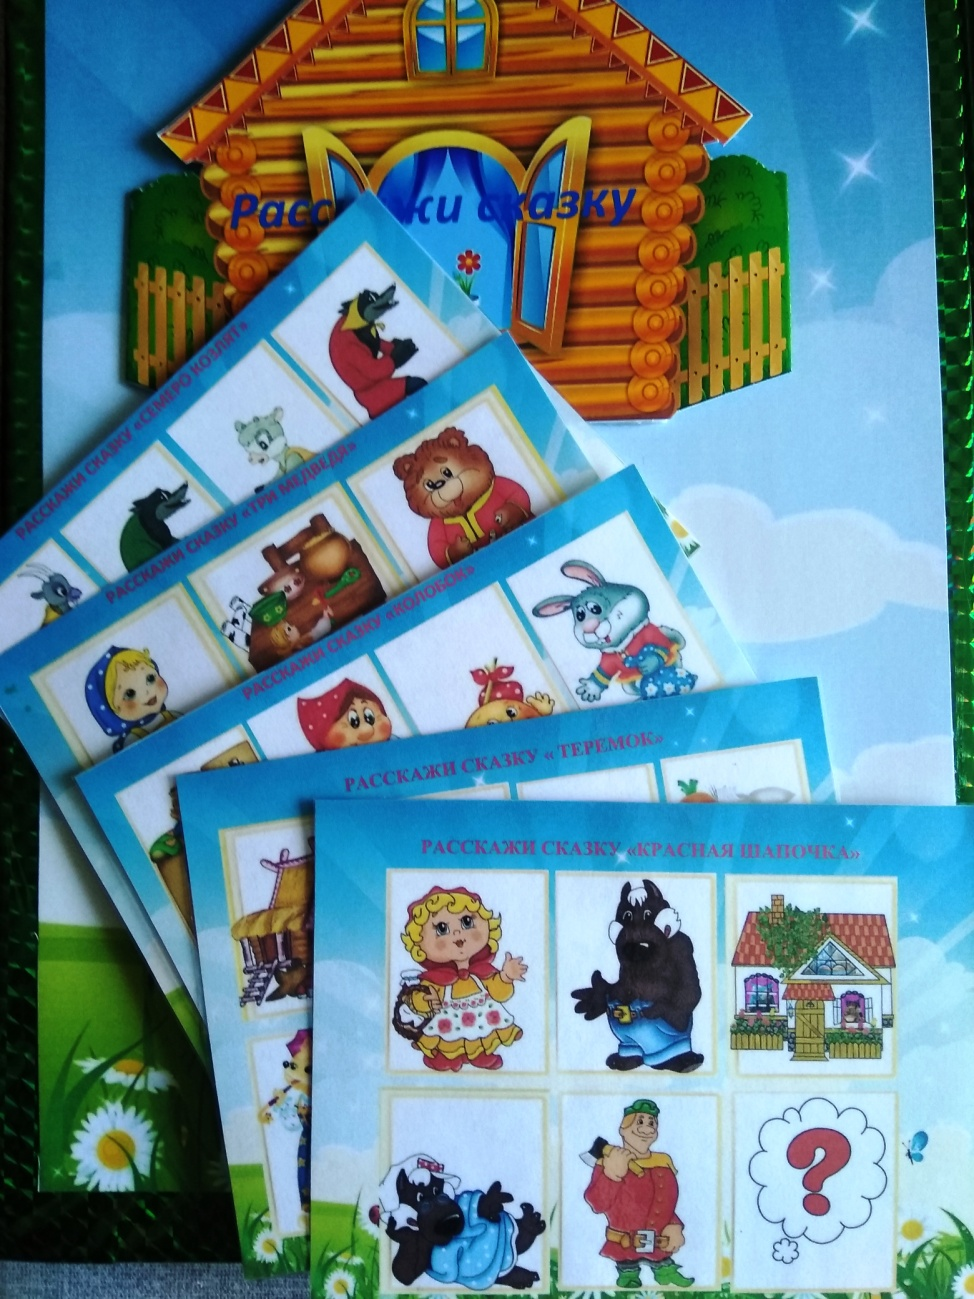 Расскажи сказку
РАССКАЖИ СКАЗКУ «СЕМЕРО КОЗЛЯТ»
РАССКАЖИ СКАЗКУ «ТРИ МЕДВЕДЯ»
РАССКАЖИ СКАЗКУ «КОЛОБОК»
РАССКАЖИ СКАЗКУ « ТЕРЕМОК»
РАССКАЖИ СКАЗКУ «КРАСНАЯ ШАПОЧКА»
?